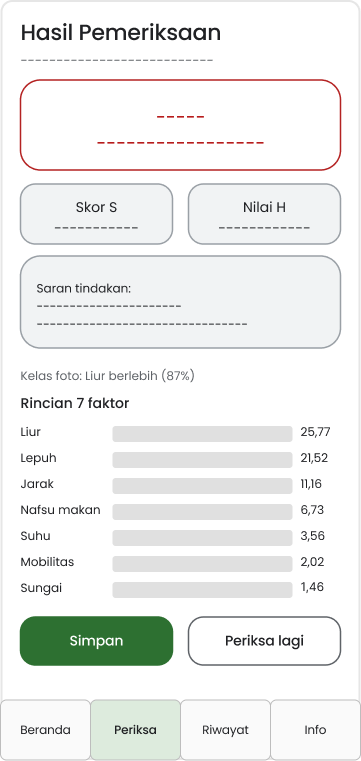 Hasil Pemeriksaan
Skor S
Nilai H
Saran tindakan:
Kelas foto: Liur berlebih (87%)
Rincian 7 faktor
Liur 25,77
Lepuh 21,52
Jarak 11,16
Nafsu makan 6,73
Suhu 3,56
Mobilitas 2,02
Sungai 1,46
Simpan
Periksa lagi
Beranda
Periksa
Riwayat
Info